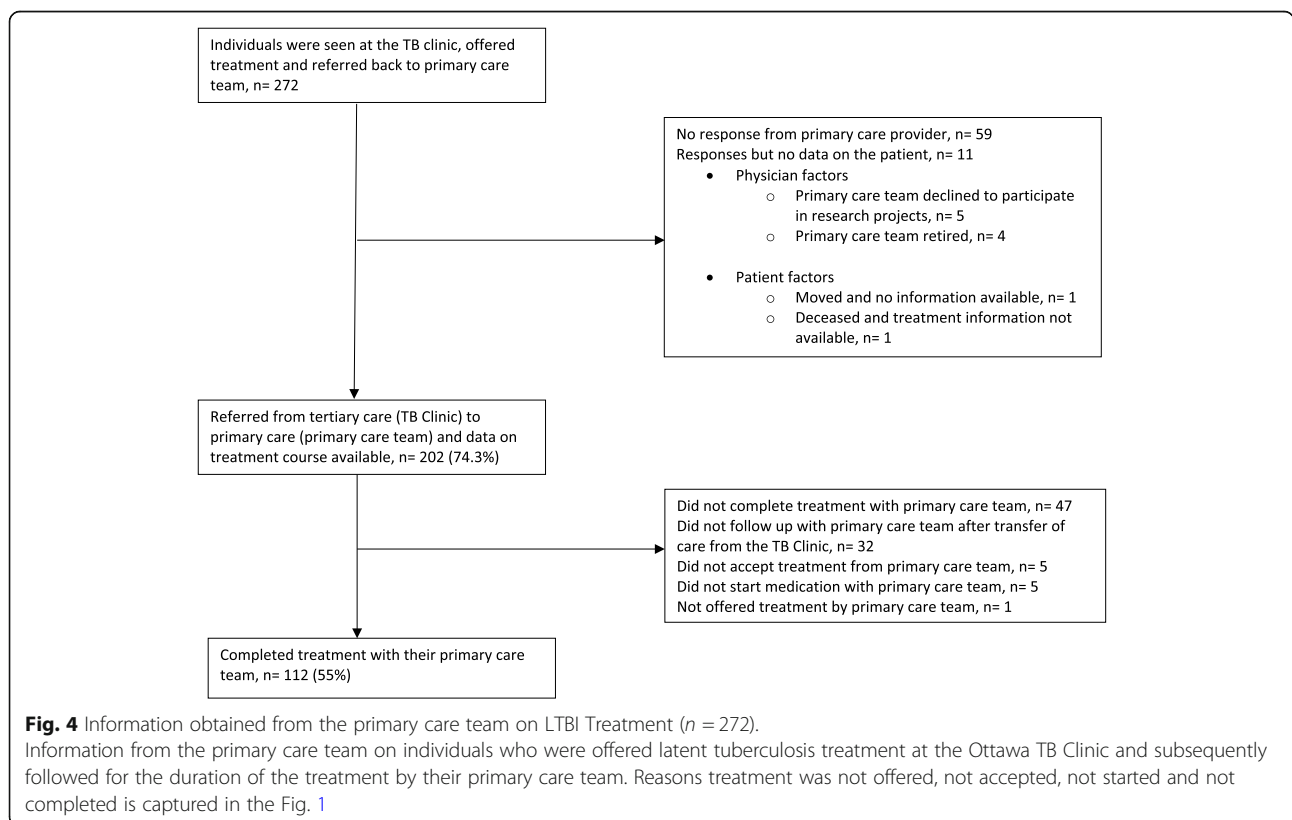 Individuals were seen at the TB clinic, offered
treatment and referred back to primary care
team, n= 272
No response from primary care provider, n= 59
Responses but no data on the patient, n= 11
• Physician factors
○ Primary care team declined to participate
in research projects, n= 5
○ Primary care team retired, n= 4
• Patient factors
○ Moved and no information available, n= 1
○ Deceased and treatment information not
available, n= 1
Referred from tertiary care (TB Clinic) to
primary care (primary care team) and data on
treatment course available, n= 202 (74.3%)
Did not complete treatment with primary care team, n= 47
Did not follow up with primary care team after transfer of
care from the TB Clinic, n= 32
Did not accept treatment from primary care team, n= 5
Did not start medication with primary care team, n= 5
Not offered treatment by primary care team, n= 1
Completed treatment with their primary care
team, n= 112 (55%)
Fig. 4 Information obtained from the primary care team on LTBI Treatment (n = 272).
Information from the primary care team on individuals who were offered latent tuberculosis treatment at the Ottawa TB Clinic and subsequently
followed for the duration of the treatment by their primary care team. Reasons treatment was not offered, not accepted, not started and not
completed is captured in the Fig. 1